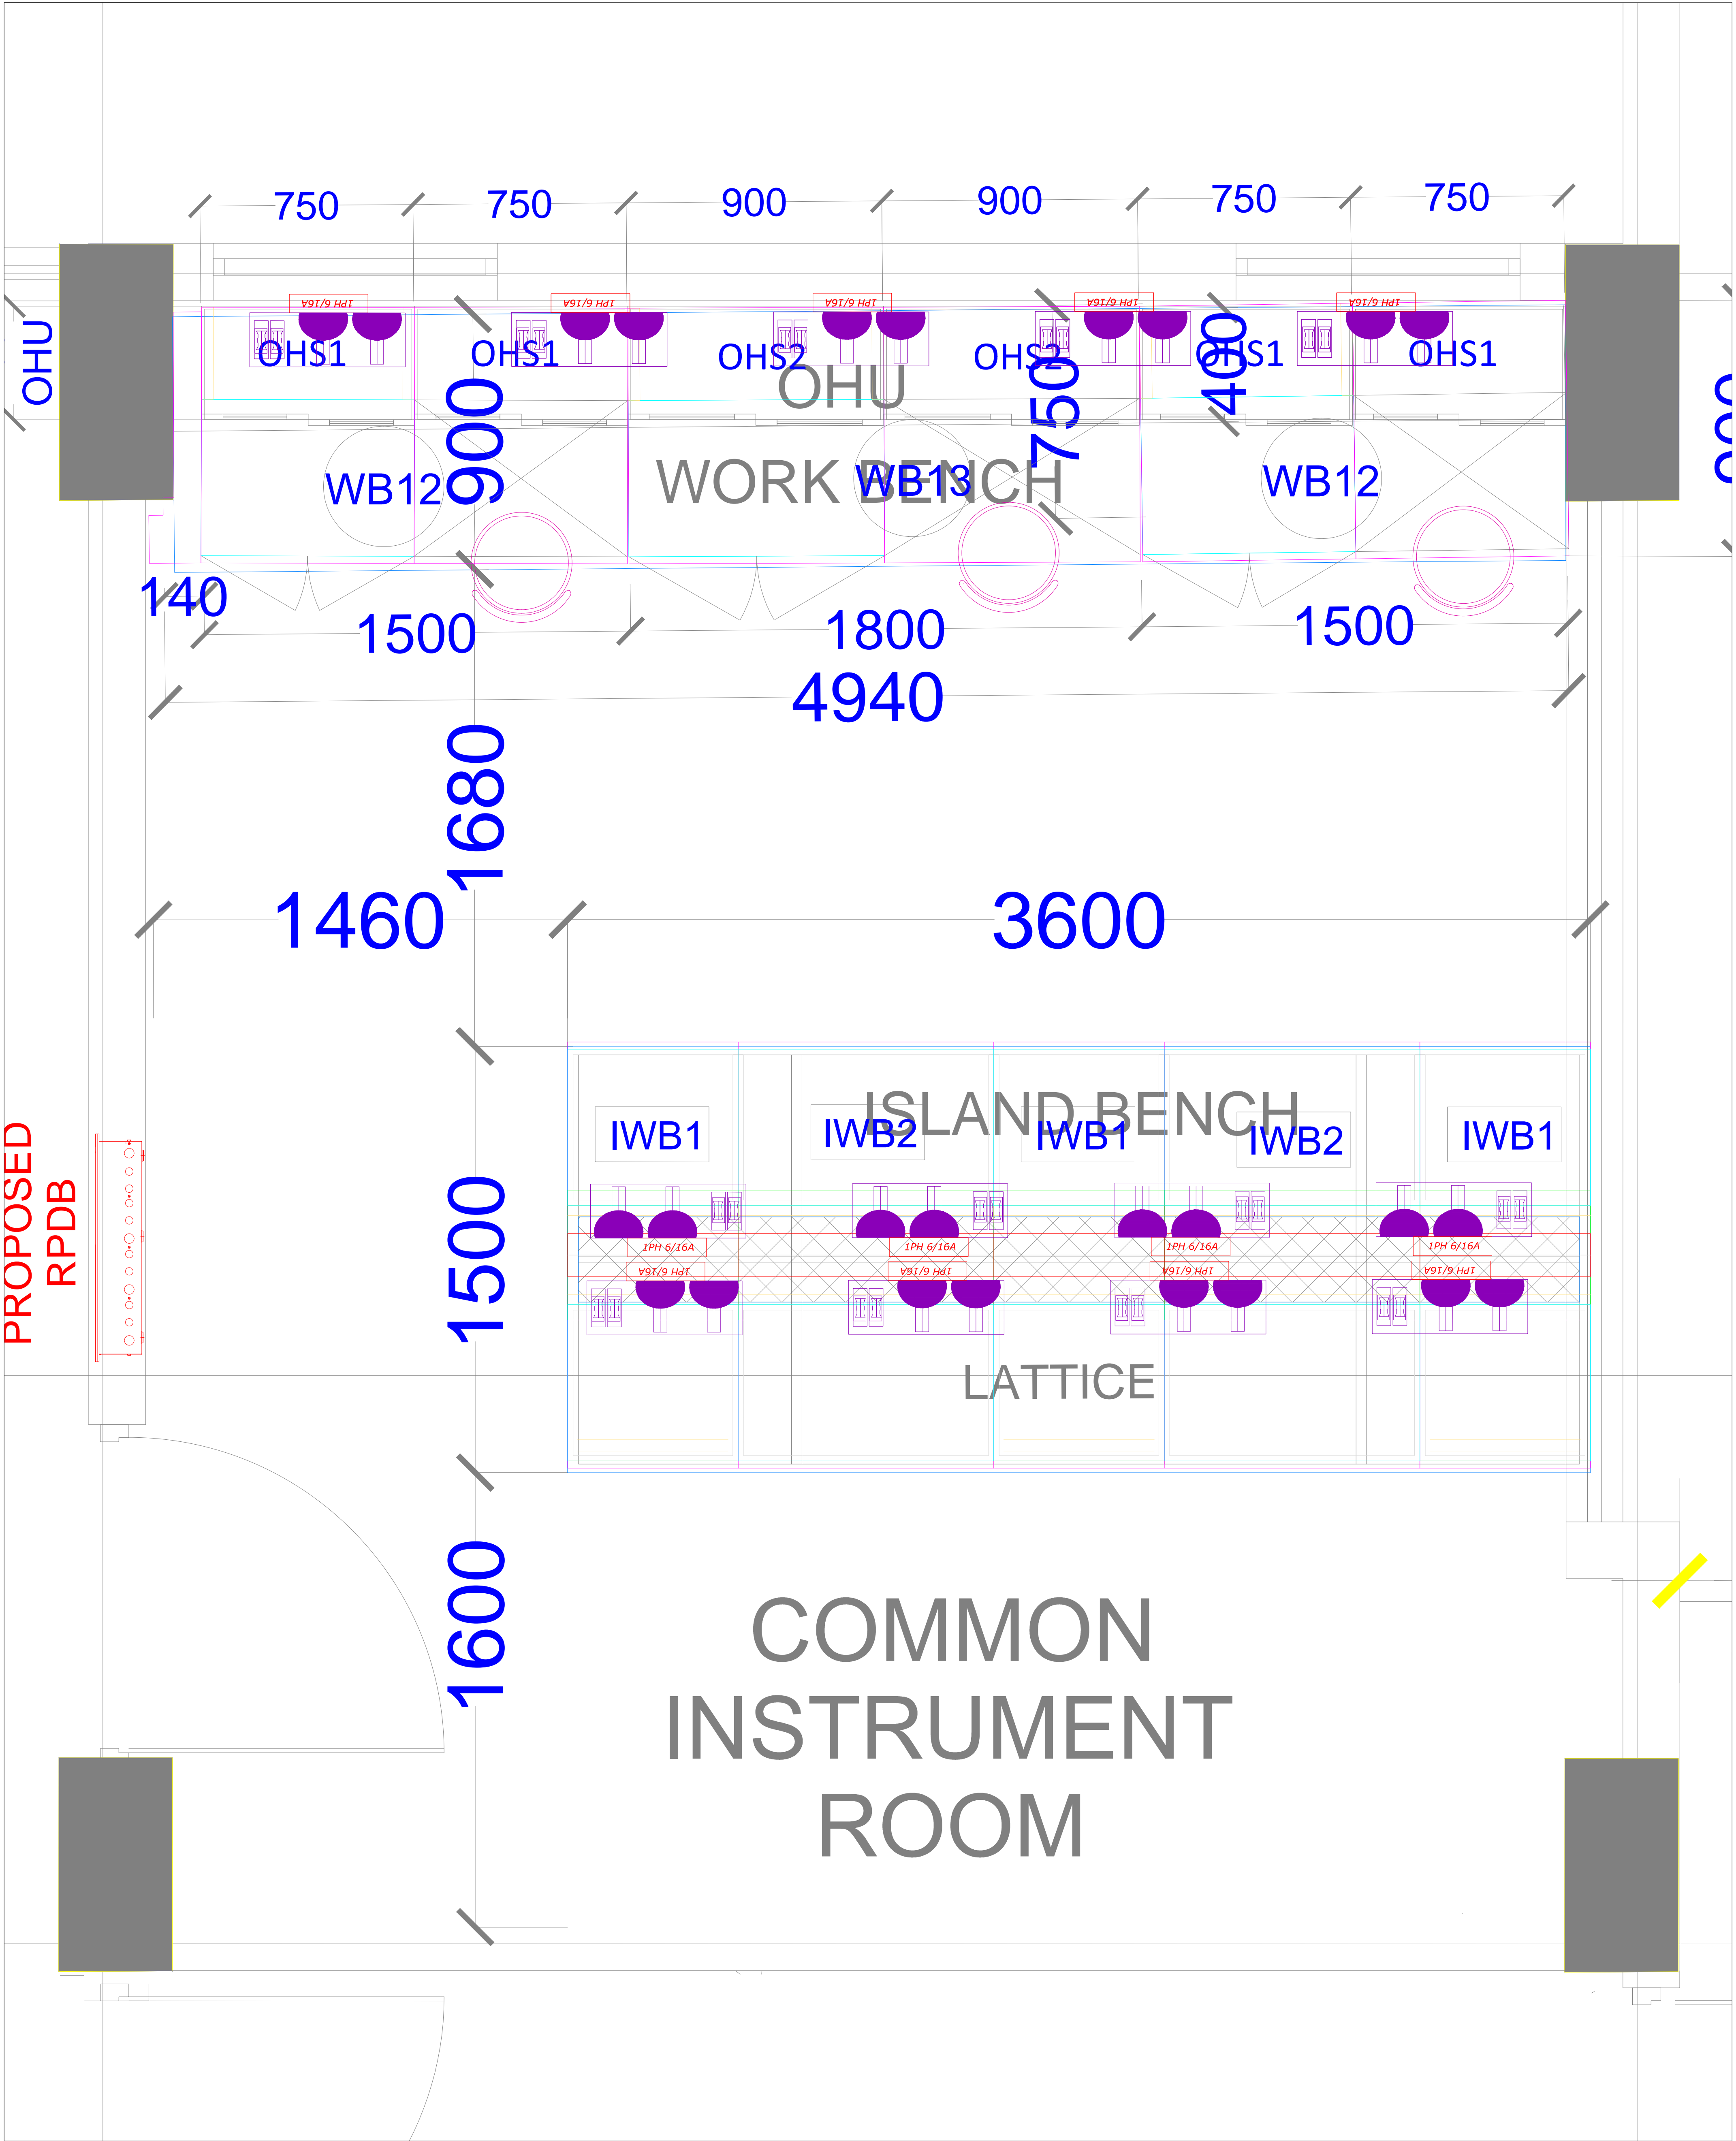 750 750 900 900 750 750
1PH 6/16A 1PH 6/16A 1PH 6/16A 1PH 6/16A 1PH 6/16A
OHU
OHS1 OHS1 OHS2 OHS2 OHS1 OHS1
OHU
400
750
900
WB12 WORK BENCH WB13 WB12
140
1500 1800 1500
4940
1680
1460 3600
ISLAND BENCH
IWB1 IWB2 IWB1 IWB2 IWB1
PROPOSED
RPDB
1500
1PH 6/16A 1PH 6/16A 1PH 6/16A 1PH 6/16A
1PH 6/16A 1PH 6/16A 1PH 6/16A 1PH 6/16A
LATTICE
1600
COMMON
INSTRUMENT
ROOM